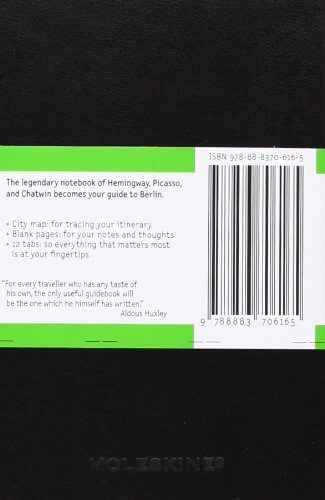 ISBN 978-88-8370-616-5
The legendary notebook of Hemingway, Picasso,
and Chatwin becomes your guide to Berlin.
• City map: for tracing your itinerary
• Blank pages: for your notes and thoughts
• 12 tabs: so everything that matters most
is at your fingertips
"For every traveller who has any taste of
his own, the only useful guidebook will
be the one which he himself has written."
Aldous Huxley
9 788883 706165
MOLESKINE®